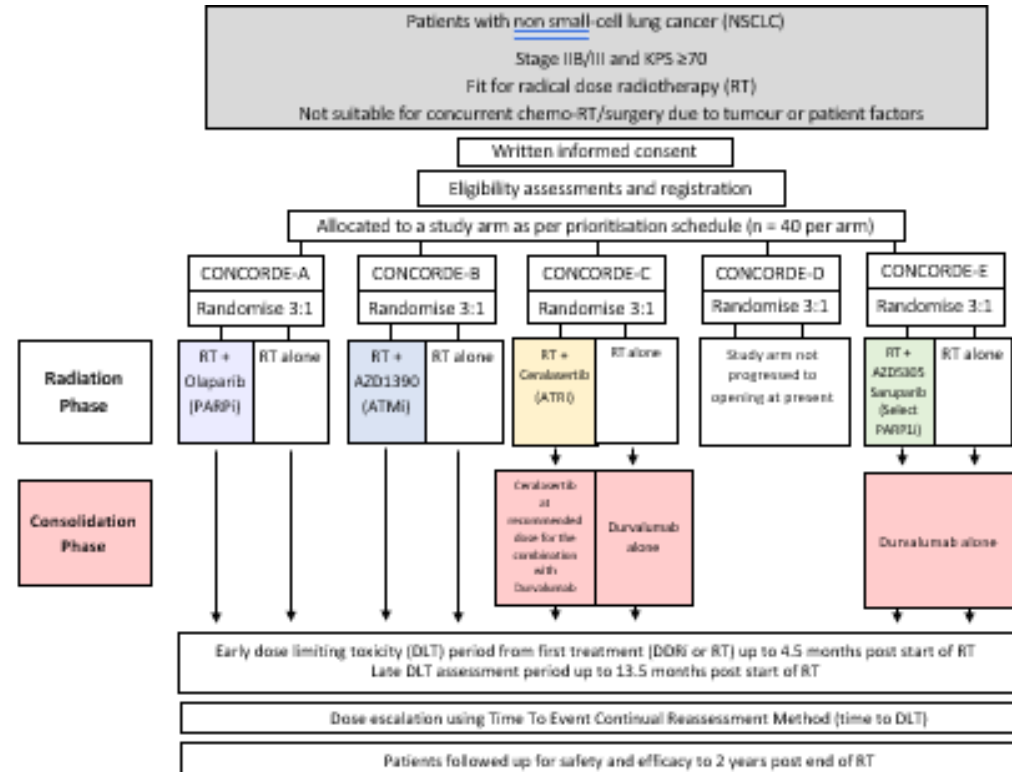 Patients with non small-cell lung cancer (NSCLC)
Stage IIB/III and KPS ≥70
Fit for radical dose radiotherapy (RT)
Not suitable for concurrent chemo-RT/surgery due to tumour or patient factors
Written informed consent
Eligibility assessments and registration
Allocated to a study arm as per prioritisation schedule (n = 40 per arm)
CONCORDE-A
Randomise 3:1
CONCORDE-B
Randomise 3:1
CONCORDE-C
Randomise 3:1
CONCORDE-D
Randomise 3:1
CONCORDE-E
Randomise 3:1
Radiation
Phase
RT +
Olaparib
(PARPi)
RT alone
RT +
AZD1390
(ATMi)
RT alone
RT +
Ceralasertib
(ATRi)
RT alone
Study arm not
progressed to
opening at present
RT +
AZD5305
Saruparib
(Select
PARP1i)
RT alone
Consolidation
Phase
Ceralasertib
at
recommended
dose for the
combination
with
Durvalumab
Durvalumab
alone
Durvalumab alone
Early dose limiting toxicity (DLT) period from first treatment (DDRi or RT) up to 4.5 months post start of RT
Late DLT assessment period up to 13.5 months post start of RT
Dose escalation using Time To Event Continual Reassessment Method (time to DLT)
Patients followed up for safety and efficacy to 2 years post end of RT